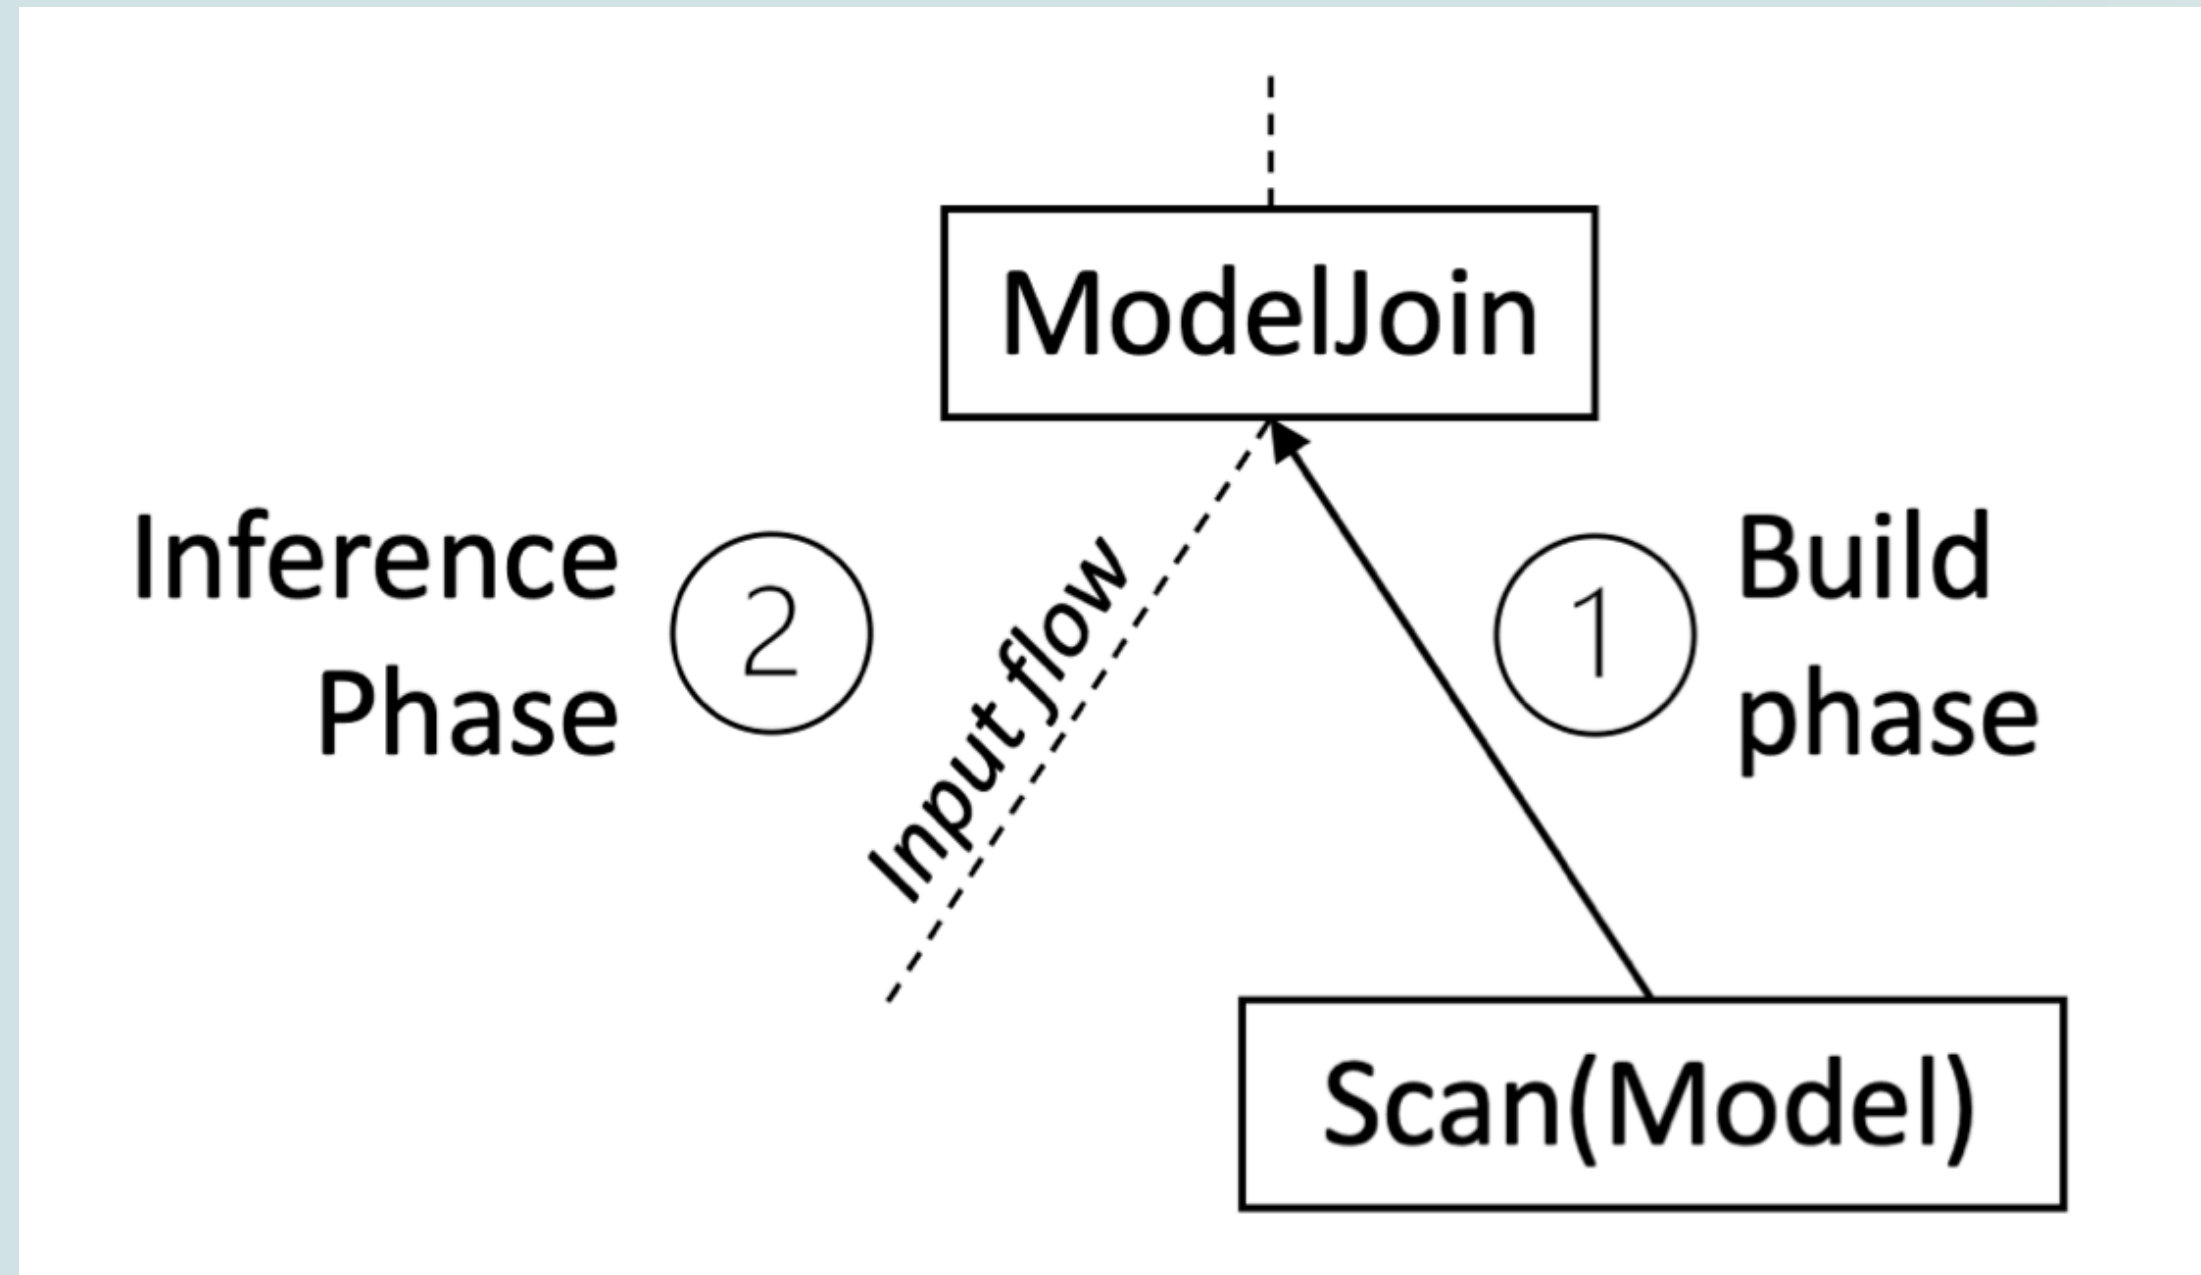 ModelJoin
Inference
Phase
2
Input flow
1
Build
phase
Scan(Model)